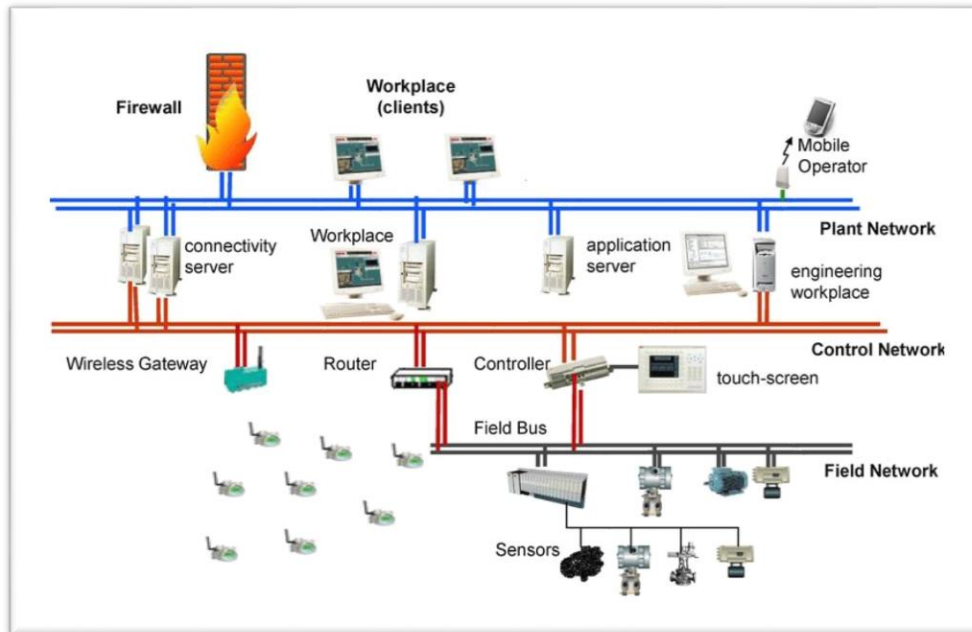 Firewall
Workplace
(clients)
Mobile
Operator
Plant Network
connectivity
server
Workplace
application
server
engineering
workplace
Control Network
Wireless Gateway
Router
Controller
touch-screen
Field Bus
Field Network
Sensors